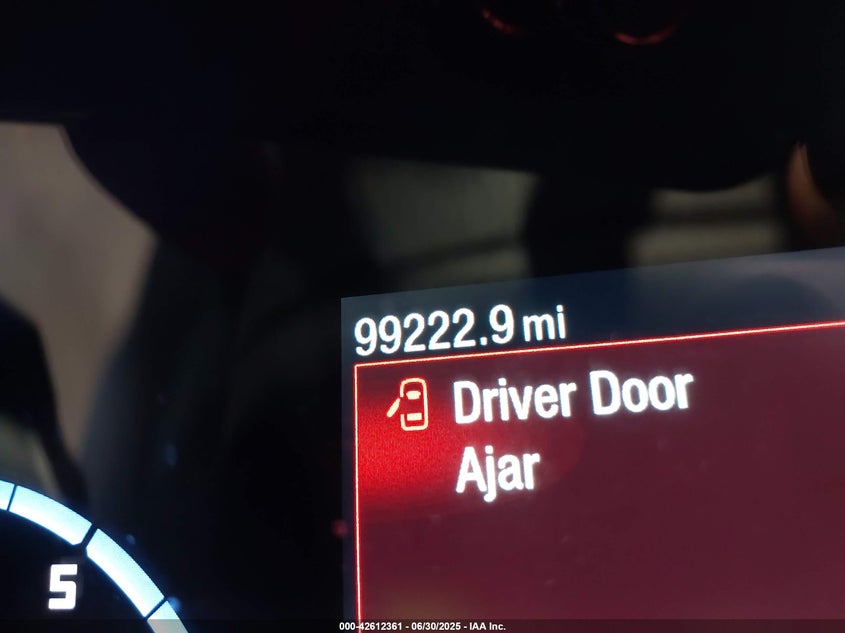 99222.9 mi
Driver Door
Ajar
5
000-42612361 - 06/30/2025 - IAA Inc.